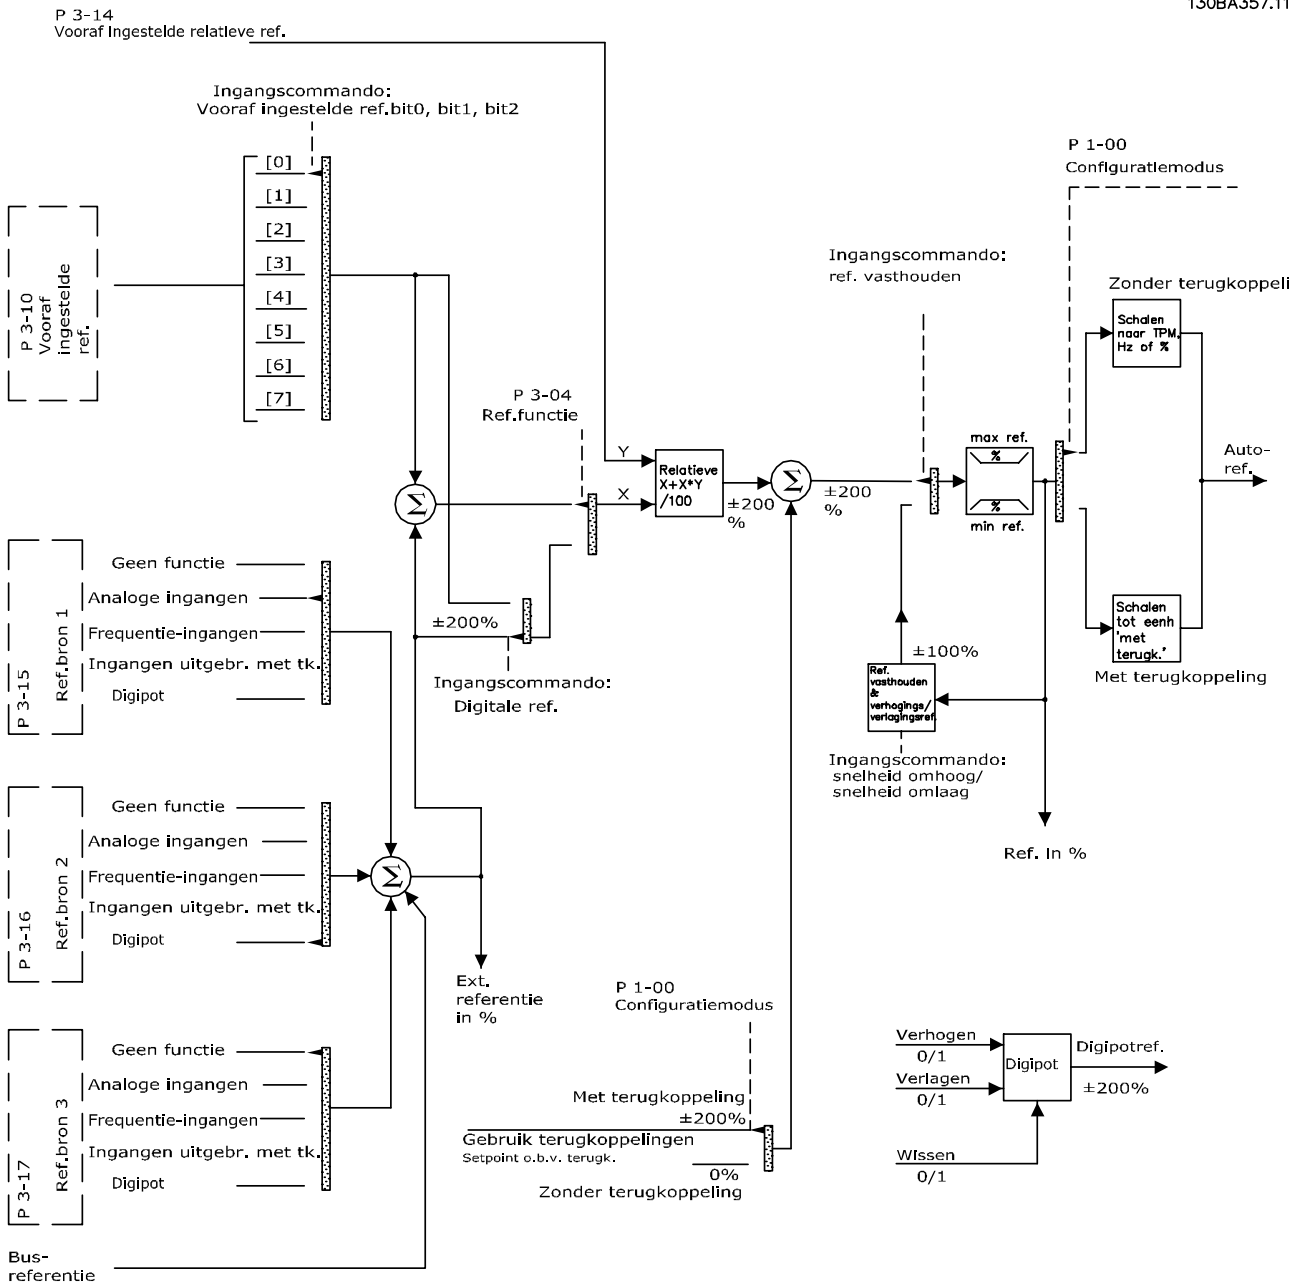 130BA357.11
P 3-14
Vooraf Ingestelde relatieve ref.
Ingangscommando:
Vooraf ingestelde ref.bit0, bit1, bit2
[0]
[1]
[2]
[3]
[4]
[5]
[6]
[7]
P 3-10
Vooraf
ingestelde
ref.
P 3-04
Ref.functie
Y
X
Relatieve
X+X*Y
/100
±200
%
Σ
±200
%
Ingangscommando:
ref. vasthouden
max ref.
%
%
min ref.
P 1-00
Configuratiemodus
Zonder terugkoppeli
Schalen
naar TPM,
Hz of %
Auto-
ref.
Schalen
tot eenh
'met
terugk.'
Met terugkoppeling
Σ
±200%
Ingangscommando:
Digitale ref.
±100%
Ref.
vasthouden
&
verhogings/
verlagingsref.
Ingangscommando:
snelheid omhoog/
snelheid omlaag
Ref. in %
P 3-15
Ref.bron 1
Geen functie
Analoge ingangen
Frequentie-ingangen
Ingangen uitgebr. met tk.
Digipot
P 3-16
Ref.bron 2
Geen functie
Analoge ingangen
Frequentie-ingangen
Ingangen uitgebr. met tk.
Digipot
Σ
Ext.
referentie
in %
P 3-17
Ref.bron 3
Geen functie
Analoge ingangen
Frequentie-ingangen
Ingangen uitgebr. met tk.
Digipot
Bus-
referentie
P 1-00
Configuratiemodus
Met terugkoppeling
±200%
Gebruik terugkoppelingen
Setpoint o.b.v. terugk.
0%
Zonder terugkoppeling
Verhogen
0/1
Verlagen
0/1
Wissen
0/1
Digipot
Digipotref.
±200%